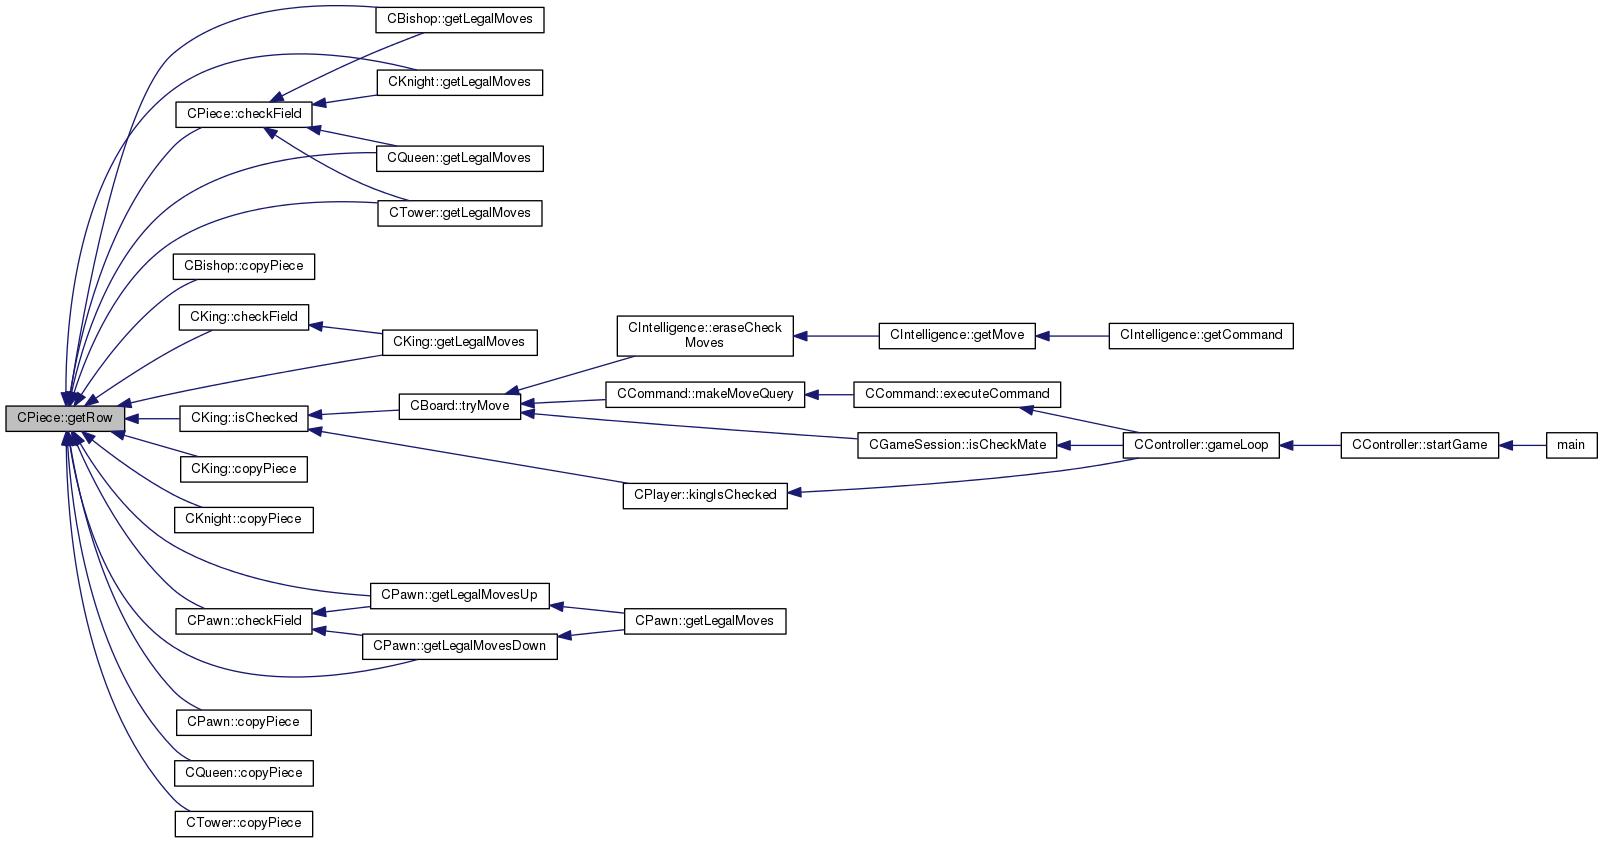 CBishop::getLegalMoves
CKnight::getLegalMoves
CPiece::checkField
CQueen::getLegalMoves
CTower::getLegalMoves
CBishop::copyPiece
CKing::checkField
CKing::getLegalMoves
CIntelligence::eraseCheck
Moves
CIntelligence::getMove
CIntelligence::getCommand
CPiece::getRow
CKing::isChecked
CBoard::tryMove
CCommand::makeMoveQuery
CCommand::executeCommand
CGameSession::isCheckMate
CController::gameLoop
CController::startGame
main
CKing::copyPiece
CPlayer::kingIsChecked
CKnight::copyPiece
CPawn::getLegalMovesUp
CPawn::checkField
CPawn::getLegalMoves
CPawn::getLegalMovesDown
CPawn::copyPiece
CQueen::copyPiece
CTower::copyPiece